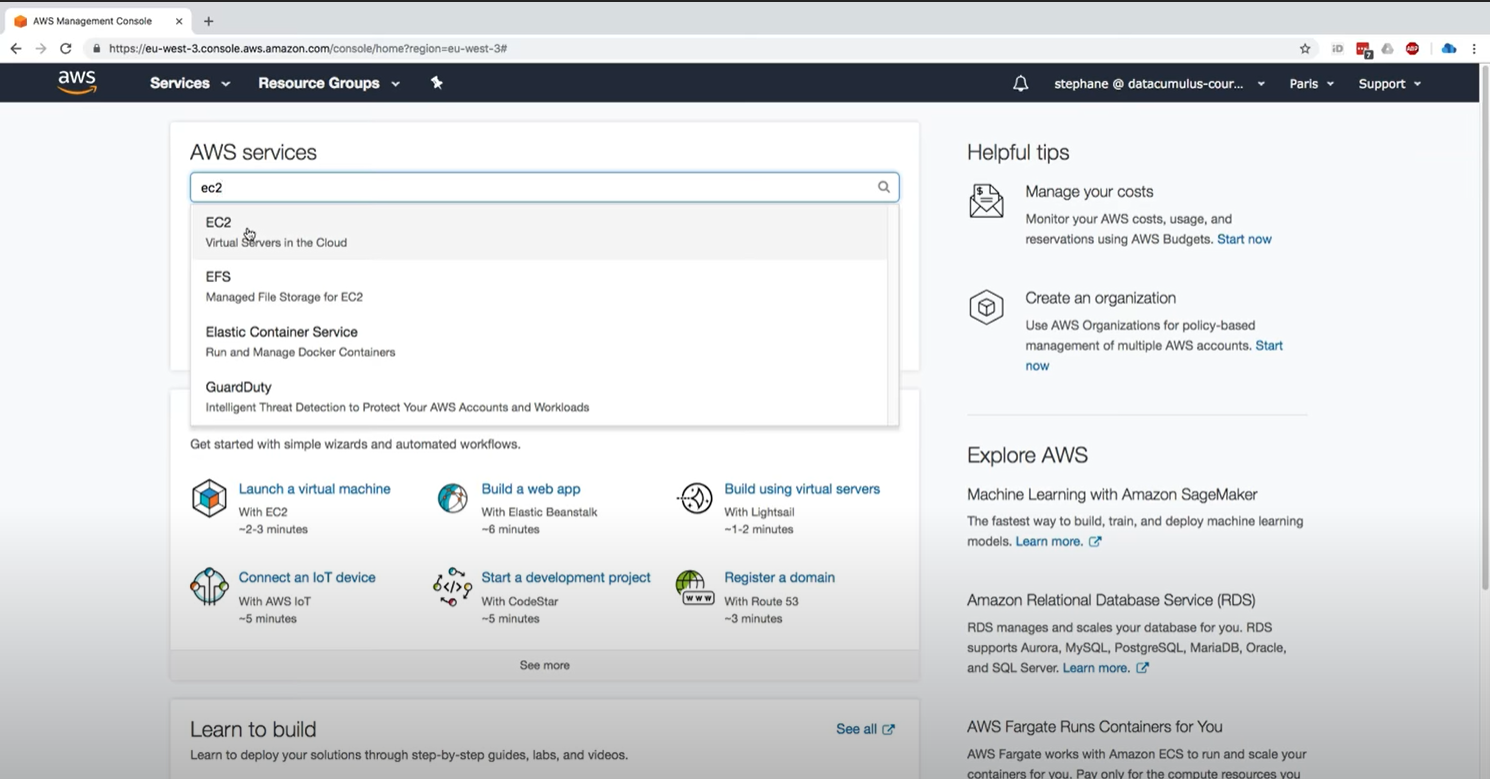 AWS Management Console
https://eu-west-3.console.aws.amazon.com/console/home?region=eu-west-3#
iD
7
ABP
aws
Services
Resource Groups
stephane @ datacumulus-cour...
Paris
Support
AWS services
ec2
EC2
Virtual Servers in the Cloud
EFS
Managed File Storage for EC2
Elastic Container Service
Run and Manage Docker Containers
GuardDuty
Intelligent Threat Detection to Protect Your AWS Accounts and Workloads
Get started with simple wizards and automated workflows.
Launch a virtual machine
With EC2
~2-3 minutes
Build a web app
With Elastic Beanstalk
~6 minutes
Build using virtual servers
With Lightsail
~1-2 minutes
Connect an IoT device
With AWS IoT
~5 minutes
Start a development project
With CodeStar
~5 minutes
Register a domain
With Route 53
~3 minutes
www
See more
Learn to build
See all
Learn to deploy your solutions through step-by-step guides, labs, and videos.
Helpful tips
Manage your costs
Monitor your AWS costs, usage, and
reservations using AWS Budgets. Start now
Create an organization
Use AWS Organizations for policy-based
management of multiple AWS accounts. Start
now
Explore AWS
Machine Learning with Amazon SageMaker
The fastest way to build, train, and deploy machine learning
models. Learn more.
Amazon Relational Database Service (RDS)
RDS manages and scales your database for you. RDS
supports Aurora, MySQL, PostgreSQL, MariaDB, Oracle,
and SQL Server. Learn more.
AWS Fargate Runs Containers for You
AWS Fargate works with Amazon ECS to run and scale your
containers for you. Pay only for the compute resources you